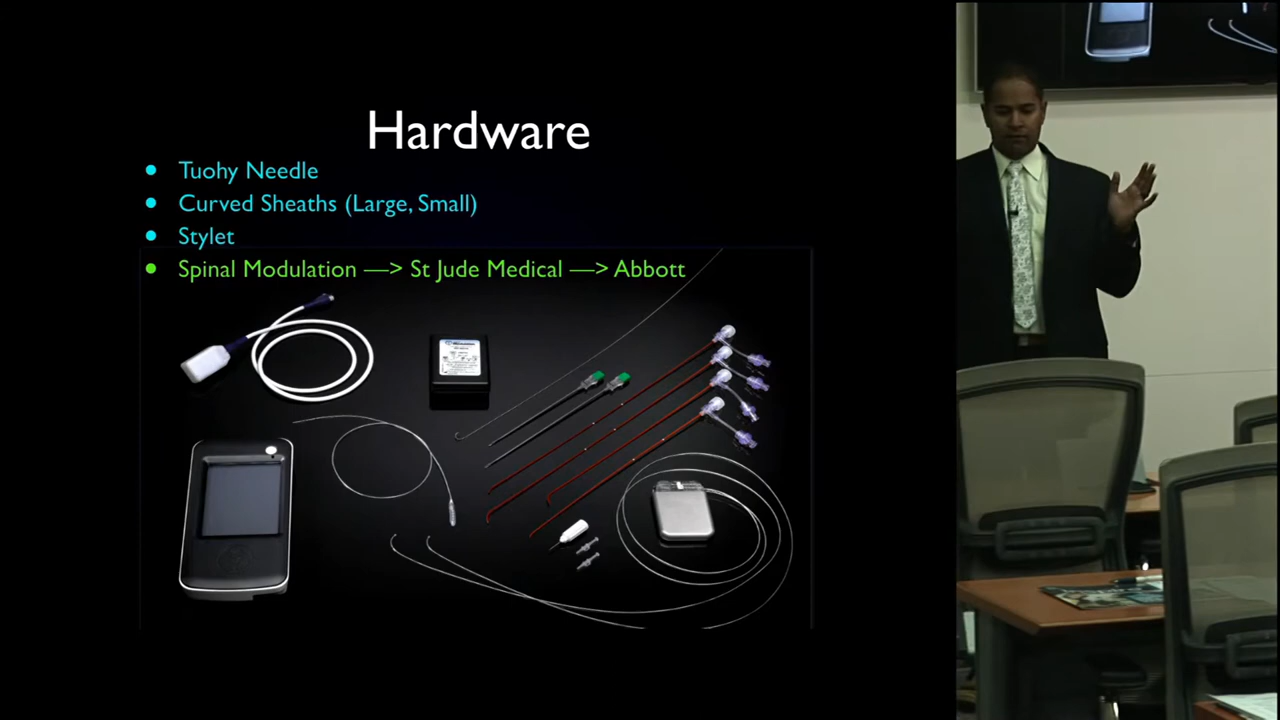 Hardware
Tuohy Needle
Curved Sheaths (Large, Small)
Stylet
Spinal Modulation —> St Jude Medical —> Abbott